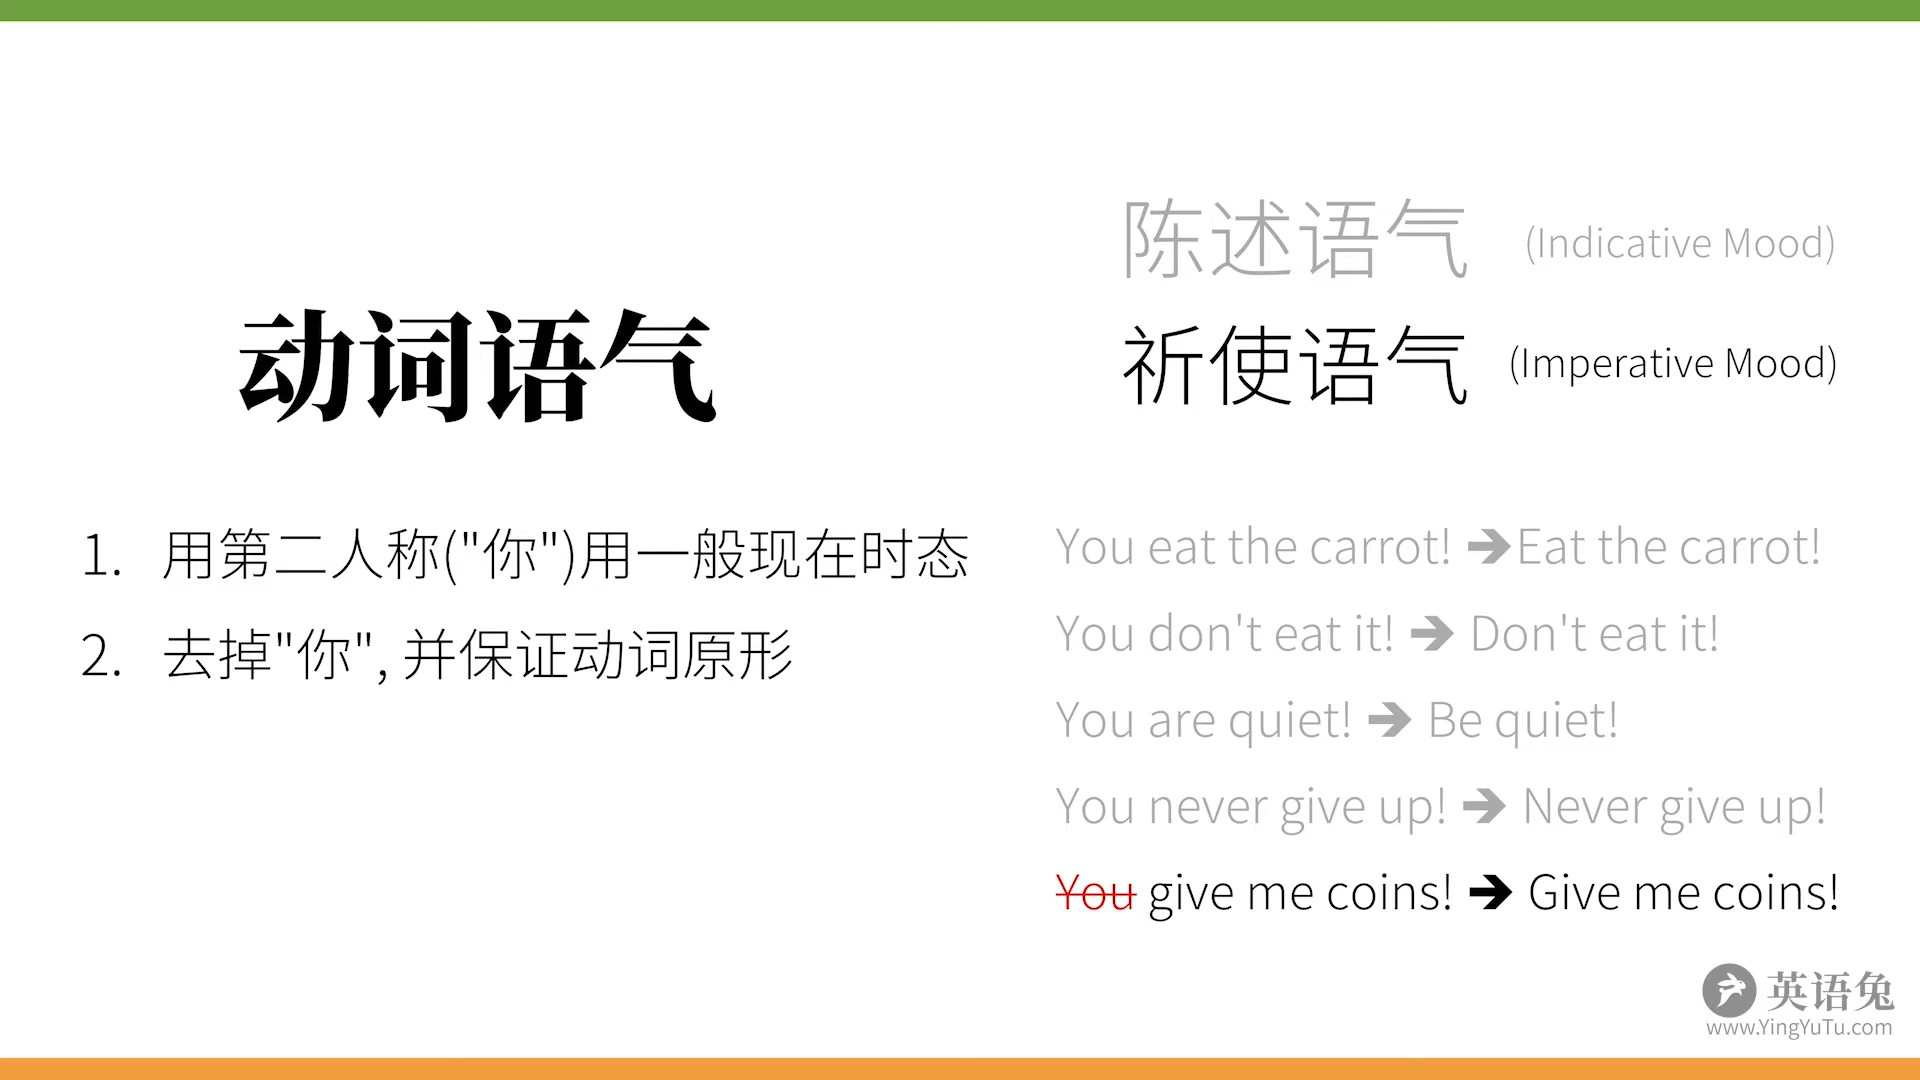 动词语气
1. 用第二人称("你")用一般现在时态
2. 去掉"你", 并保证动词原形
陈述语气 (Indicative Mood)
祈使语气 (Imperative Mood)
You eat the carrot! ➔ Eat the carrot!
You don't eat it! ➔ Don't eat it!
You are quiet! ➔ Be quiet!
You never give up! ➔ Never give up!
You give me coins! ➔ Give me coins!
英语兔
www.YingYuTu.com